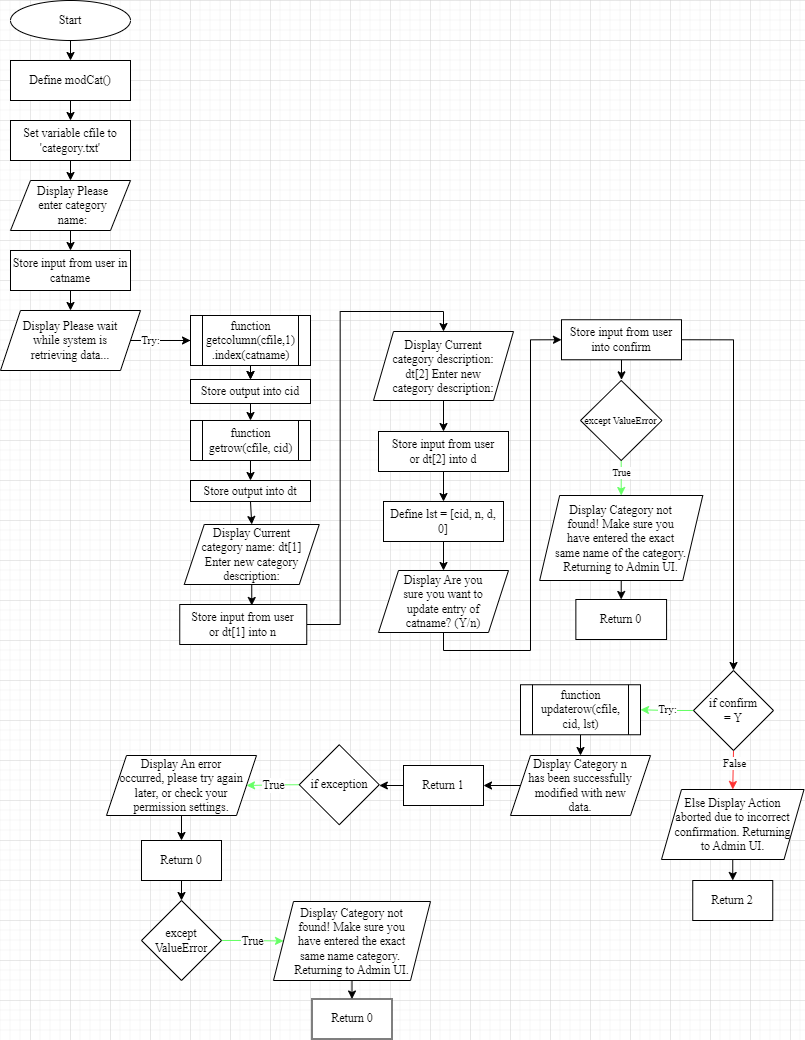 Start
Define modCat()
Set variable cfile to
'category.txt'
Display Please
enter category
name:
Store input from user in
catname
Display Please wait
while system is
retrieving data...
Try:
function
getcolumn(cfile,1)
.index(catname)
Store output into cid
function
getrow(cfile, cid)
Store output into dt
Display Current
category name: dt[1]
Enter new category
description:
Store input from user
or dt[1] into n
Display Current
category description:
dt[2] Enter new
category description:
Store input from user
or dt[2] into d
Define lst = [cid, n, d,
0]
Display Are you
sure you want to
update entry of
catname? (Y/n)
Store input from user
into confirm
except ValueError
True
Display Category not
found! Make sure you
have entered the exact
same name of the category.
Returning to Admin UI.
Return 0
if confirm
= Y
Try:
False
function
updaterow(cfile,
cid, lst)
Display Category n
has been successfully
modified with new
data.
Else Display Action
aborted due to incorrect
confirmation. Returning
to Admin UI.
Return 2
Return 1
if exception
True
Display An error
occurred, please try again
later, or check your
permission settings.
Return 0
except
ValueError
True
Display Category not
found! Make sure you
have entered the exact
same name category.
Returning to Admin UI.
Return 0